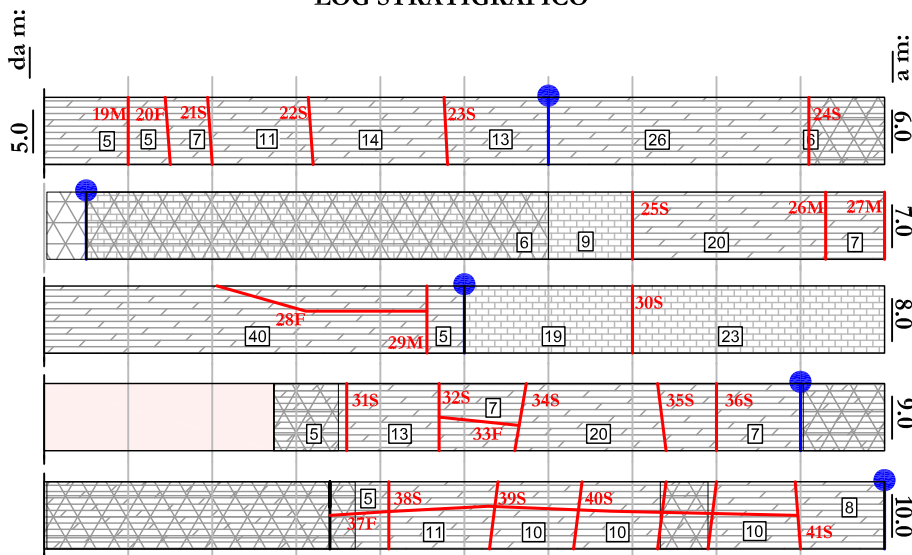 LOG STRATIGRAFICO
da m: a m:
5.0 19M 20F 21S 22S 23S 24S 6.0
5 5 7 11 14 13 26 6
25S 26M 27M 7.0
6 9 20 7
28F 29M 30S 8.0
40 5 19 23
31S 32S 33F 34S 35S 36S 9.0
5 13 7 20 7
37F 38S 39S 40S 41S 10.0
5 11 10 10 10 8